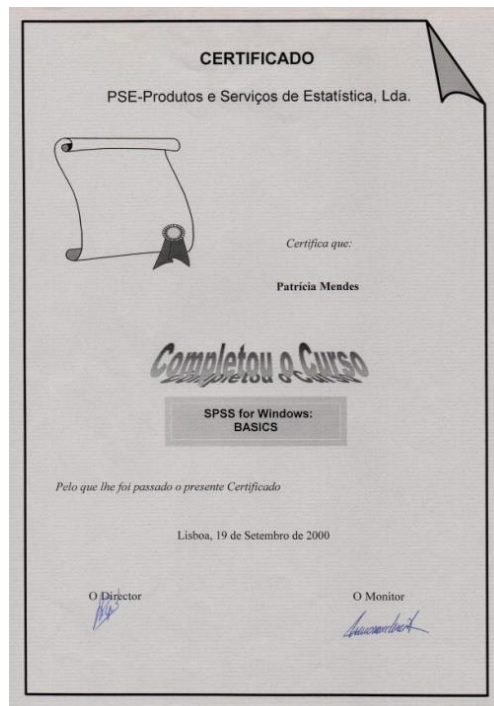 CERTIFICADO
PSE-Produtos e Serviços de Estatística, Lda.
Certifica que:
Patrícia Mendes
Completou o Curso
SPSS for Windows:
BASICS
Pelo que lhe foi passado o presente Certificado
Lisboa, 19 de Setembro de 2000
O Director
O Monitor